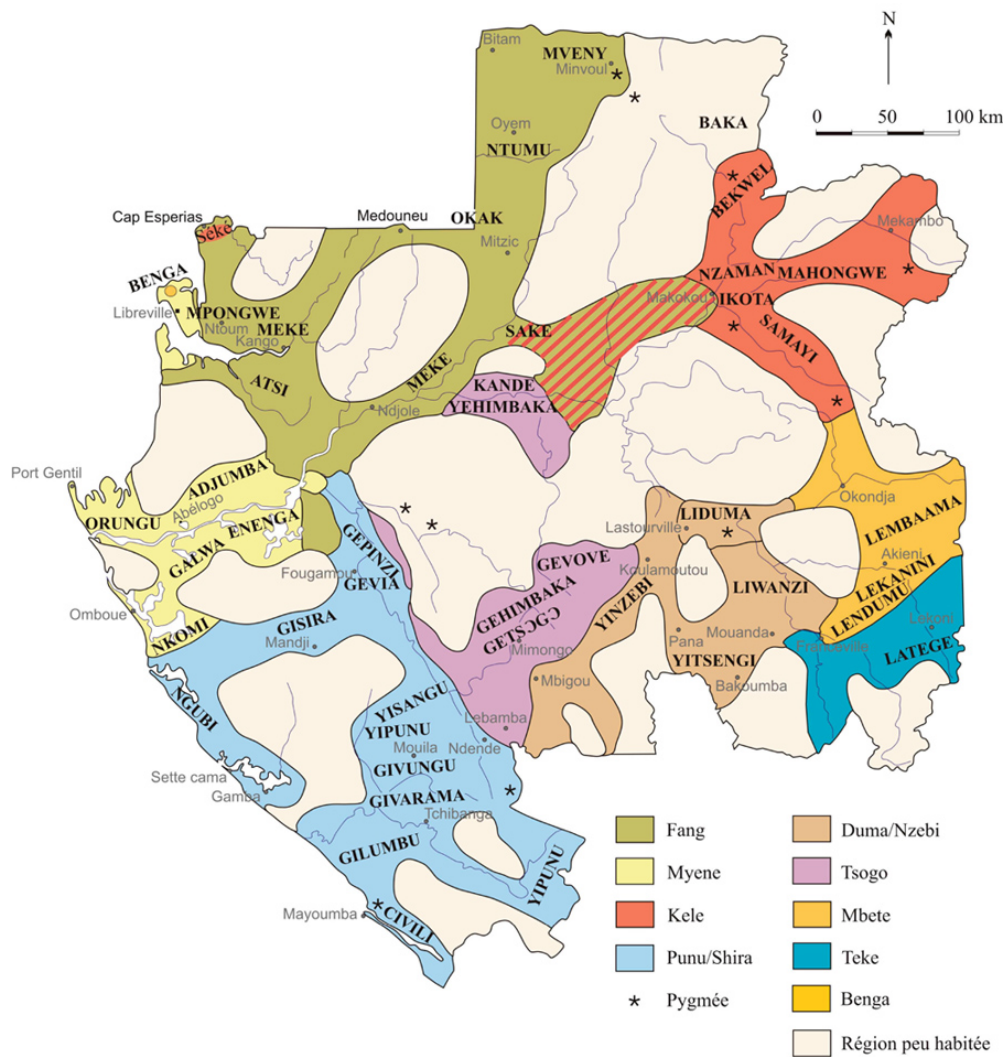 Bitam
MVENY
Minvoul
*
*
N
0 50 100 km
BAKA
Oyem
NTUMU
*
BEKWEL
Cap Esperias
Séké
Medouneu
OKAK
Mitzic
Mekambo
BENGA
NZAMAN MAHONGWE
*
Libreville
MPONGWE
Ntoum
MEKE
Kango
Makokou
IKOTA
SAKE
*
SAMAYI
ATSI
MEKE
KANDE
YEHIMBAKA
Ndjole
*
Port Gentil
ADJUMBA
Abélogo
ORUNGU
ENENGA
GALWA
Okondja
*
*
GEPINZI
Lastourville
LIDUMA
*
LEMBAAMA
Fougamou
GEVIA
GEVOVE
Koulamoutou
Akieni
Omboue
GISIRA
GEHIMBAKA
YINZEBI
LIWANZI
LEKANINI
NKOMI
Mandji
GETSƆGƆ
Mimongo
Pana
Mouanda
LENDUMU
Lekoni
Franceville
YITSENGI
LATEGE
NGUBI
YISANGU
Mbigou
Bakoumba
YIPUNU
Lebamba
Mouila
Ndende
Sette cama
GIVUNGU
Gamba
*
GIVARAMA
Tchibanga
GILUMBU
YIPUNU
Mayoumba
*
CIVILI
Fang
Myene
Kele
Punu/Shira
* Pygmée
Duma/Nzebi
Tsogo
Mbete
Teke
Benga
Région peu habitée